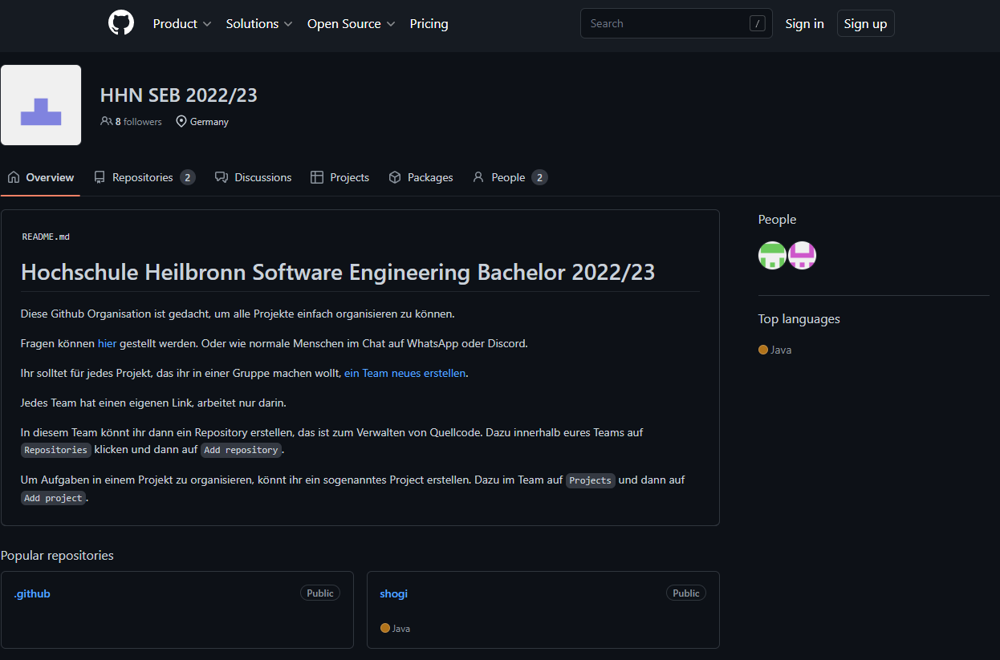 Product Solutions Open Source Pricing Search / Sign in Sign up
HHN SEB 2022/23
8 followers Germany
Overview Repositories 2 Discussions Projects Packages People 2
README.md
Hochschule Heilbronn Software Engineering Bachelor 2022/23
Diese Github Organisation ist gedacht, um alle Projekte einfach organisieren zu können.
Fragen können hier gestellt werden. Oder wie normale Menschen im Chat auf WhatsApp oder Discord.
Ihr solltet für jedes Projekt, das ihr in einer Gruppe machen wollt, ein Team neues erstellen.
Jedes Team hat einen eigenen Link, arbeitet nur darin.
In diesem Team könnt ihr dann ein Repository erstellen, das ist zum Verwalten von Quellcode. Dazu innerhalb eures Teams auf
Repositories klicken und dann auf Add repository.
Um Aufgaben in einem Projekt zu organisieren, könnt ihr ein sogenanntes Project erstellen. Dazu im Team auf Projects und dann auf
Add project.
People
Top languages
Java
Popular repositories
.github Public
shogi Public
Java